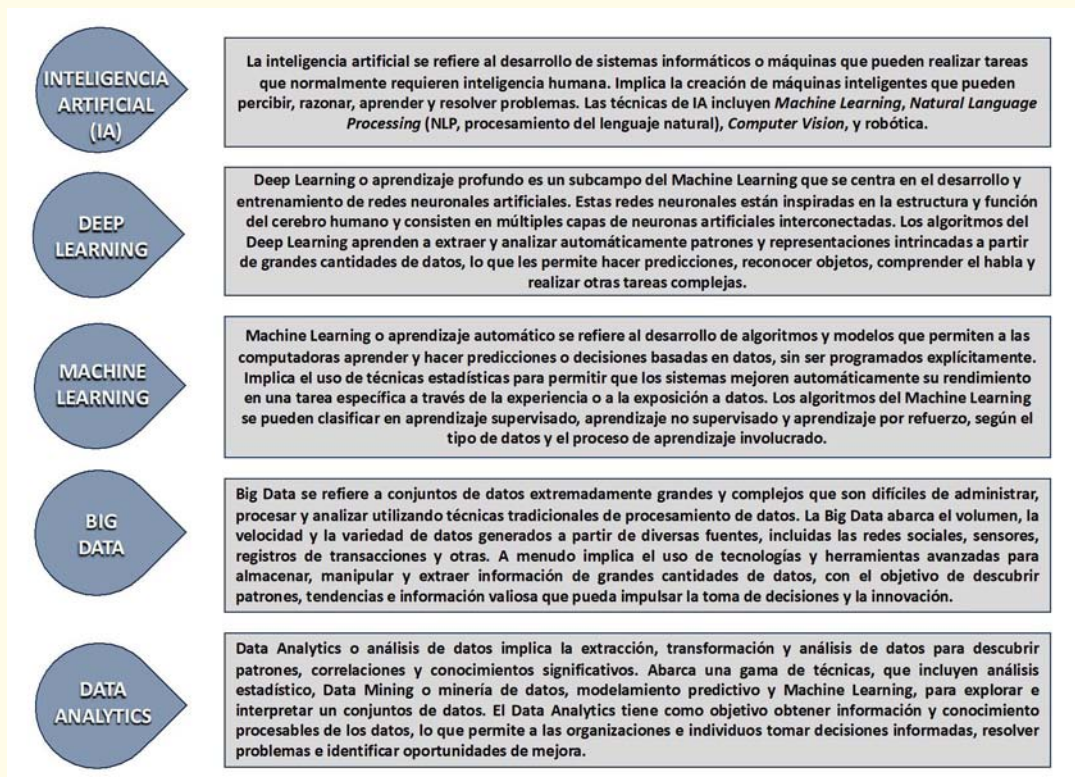 INTELIGENCIA
ARTIFICIAL
(IA)
La inteligencia artificial se refiere al desarrollo de sistemas informáticos o máquinas que pueden realizar tareas
que normalmente requieren inteligencia humana. Implica la creación de máquinas inteligentes que pueden
percibir, razonar, aprender y resolver problemas. Las técnicas de IA incluyen Machine Learning, Natural Language
Processing (NLP, procesamiento del lenguaje natural), Computer Vision, y robótica.
DEEP
LEARNING
Deep Learning o aprendizaje profundo es un subcampo del Machine Learning que se centra en el desarrollo y
entrenamiento de redes neuronales artificiales. Estas redes neuronales están inspiradas en la estructura y función
del cerebro humano y consisten en múltiples capas de neuronas artificiales interconectadas. Los algoritmos del
Deep Learning aprenden a extraer y analizar automáticamente patrones y representaciones intrincadas a partir
de grandes cantidades de datos, lo que les permite hacer predicciones, reconocer objetos, comprender el habla y
realizar otras tareas complejas.
MACHINE
LEARNING
Machine Learning o aprendizaje automático se refiere al desarrollo de algoritmos y modelos que permiten a las
computadoras aprender y hacer predicciones o decisiones basadas en datos, sin ser programados explícitamente.
Implica el uso de técnicas estadísticas para permitir que los sistemas mejoren automáticamente su rendimiento
en una tarea específica a través de la experiencia o a la exposición a datos. Los algoritmos del Machine Learning
se pueden clasificar en aprendizaje supervisado, aprendizaje no supervisado y aprendizaje por refuerzo, según el
tipo de datos y el proceso de aprendizaje involucrado.
BIG
DATA
Big Data se refiere a conjuntos de datos extremadamente grandes y complejos que son difíciles de administrar,
procesar y analizar utilizando técnicas tradicionales de procesamiento de datos. La Big Data abarca el volumen, la
velocidad y la variedad de datos generados a partir de diversas fuentes, incluidas las redes sociales, sensores,
registros de transacciones y otras. A menudo implica el uso de tecnologías y herramientas avanzadas para
almacenar, manipular y extraer información de grandes cantidades de datos, con el objetivo de descubrir
patrones, tendencias e información valiosa que pueda impulsar la toma de decisiones y la innovación.
DATA
ANALYTICS
Data Analytics o análisis de datos implica la extracción, transformación y análisis de datos para descubrir
patrones, correlaciones y conocimientos significativos. Abarca una gama de técnicas, que incluyen análisis
estadístico, Data Mining o minería de datos, modelamiento predictivo y Machine Learning, para explorar e
interpretar un conjuntos de datos. El Data Analytics tiene como objetivo obtener información y conocimiento
procesables de los datos, lo que permite a las organizaciones e individuos tomar decisiones informadas, resolver
problemas e identificar oportunidades de mejora.